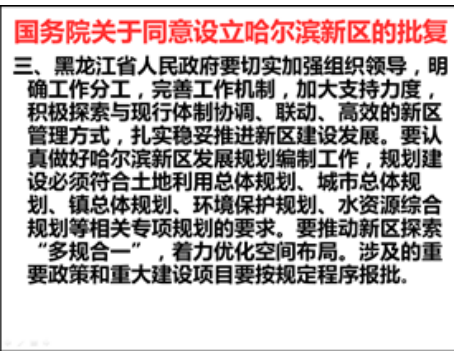 国务院关于同意设立哈尔滨新区的批复
三、黑龙江省人民政府要切实加强组织领导，明
确工作分工，完善工作机制，加大支持力度，
积极探索与现行体制协调、联动、高效的新区
管理方式，扎实稳妥推进新区建设发展。要认
真做好哈尔滨新区发展规划编制工作，规划建
设必须符合土地利用总体规划、城市总体规
划、镇总体规划、环境保护规划、水资源综合
规划等相关专项规划的要求。要推动新区探索
“多规合一”，着力优化空间布局。涉及的重
要政策和重大建设项目要按规定程序报批。